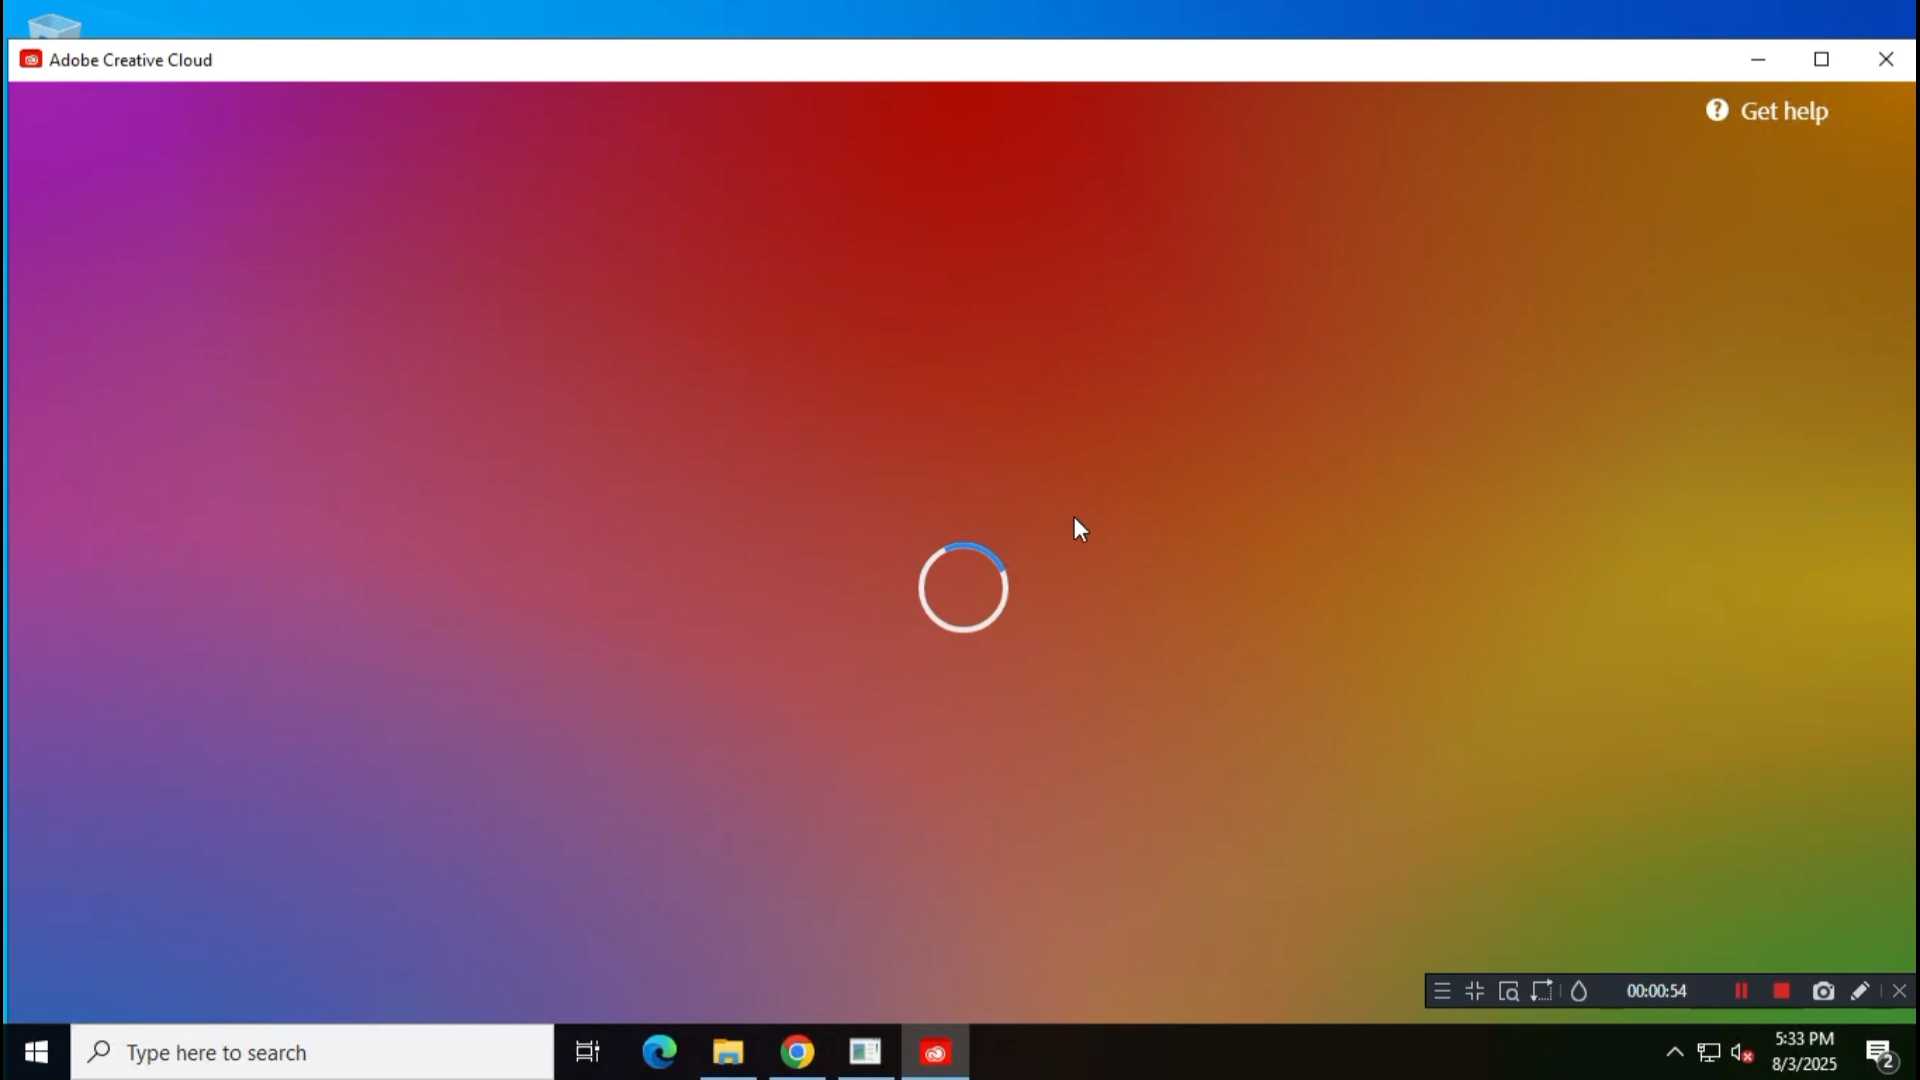 Adobe Creative Cloud
Get help
00:00:54
Type here to search
5:33 PM
8/3/2025
2